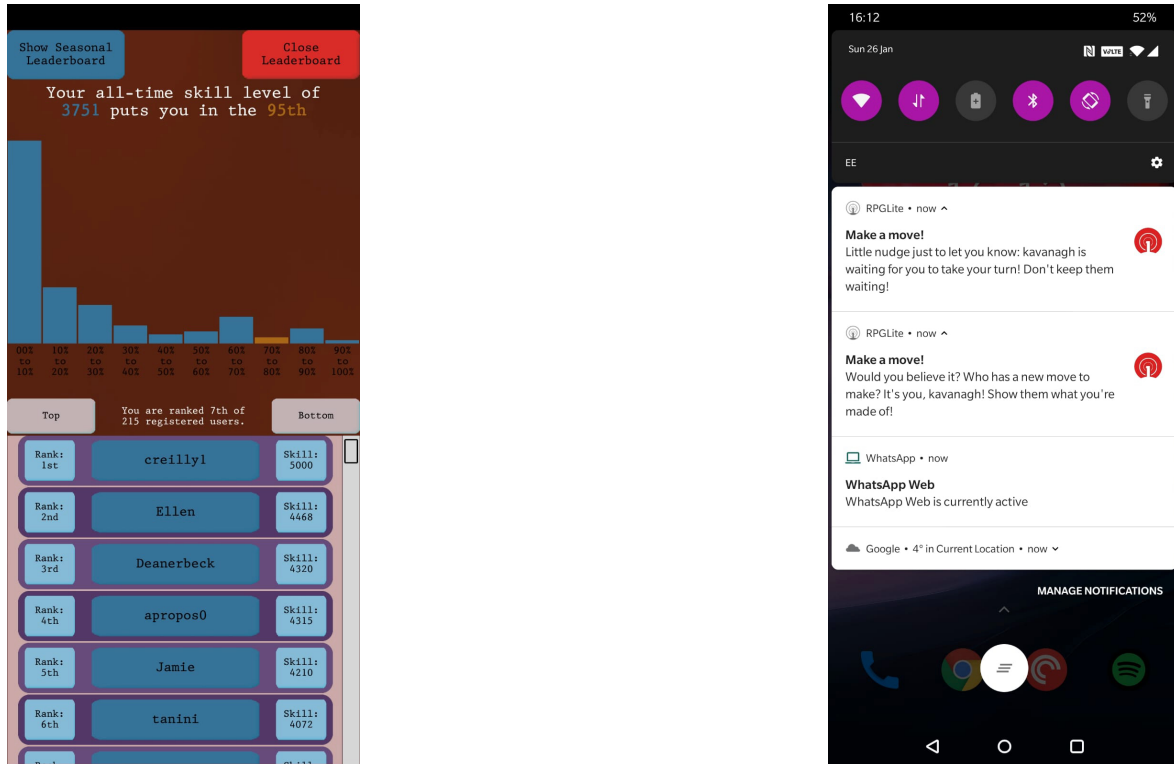 Show Seasonal
Leaderboard
Close
Leaderboard
Your all-time skill level of
3751 puts you in the 95th
00% to 10%
10% to 20%
20% to 30%
30% to 40%
40% to 50%
50% to 60%
60% to 70%
70% to 80%
80% to 90%
90% to 100%
Top
You are ranked 7th of
215 registered users.
Bottom
Rank:
1st
creilly1
Skill:
5000
Rank:
2nd
Ellen
Skill:
4468
Rank:
3rd
Deanerbeck
Skill:
4320
Rank:
4th
apropos0
Skill:
4315
Rank:
5th
Jamie
Skill:
4210
Rank:
6th
tanini
Skill:
4072
16:12
52%
Sun 26 Jan
VoLTE
EE
RPGLite • now
Make a move!
Little nudge just to let you know: kavanagh is
waiting for you to take your turn! Don't keep them
waiting!
RPGLite • now
Make a move!
Would you believe it? Who has a new move to
make? It's you, kavanagh! Show them what you're
made of!
WhatsApp • now
WhatsApp Web
WhatsApp Web is currently active
Google • 4° in Current Location • now
MANAGE NOTIFICATIONS